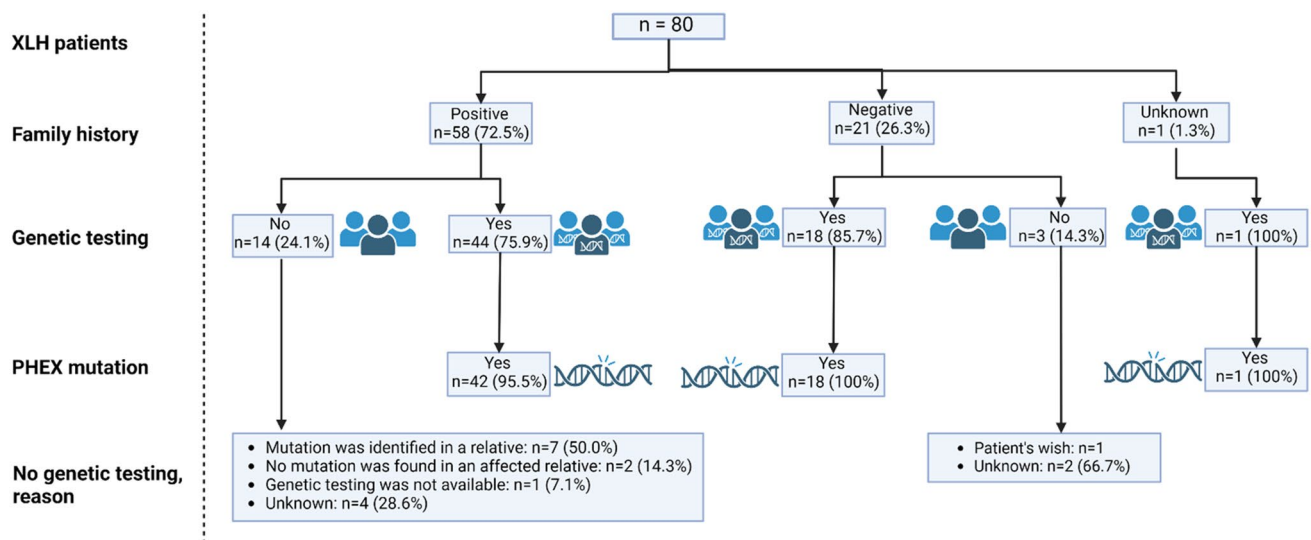 XLH patients
n = 80
Family history
Positive
n=58 (72.5%)
Negative
n=21 (26.3%)
Unknown
n=1 (1.3%)
Genetic testing
No
n=14 (24.1%)
Yes
n=44 (75.9%)
Yes
n=18 (85.7%)
No
n=3 (14.3%)
Yes
n=1 (100%)
PHEX mutation
Yes
n=42 (95.5%)
Yes
n=18 (100%)
Yes
n=1 (100%)
No genetic testing,
reason
• Mutation was identified in a relative: n=7 (50.0%)
• No mutation was found in an affected relative: n=2 (14.3%)
• Genetic testing was not available: n=1 (7.1%)
• Unknown: n=4 (28.6%)
• Patient's wish: n=1
• Unknown: n=2 (66.7%)